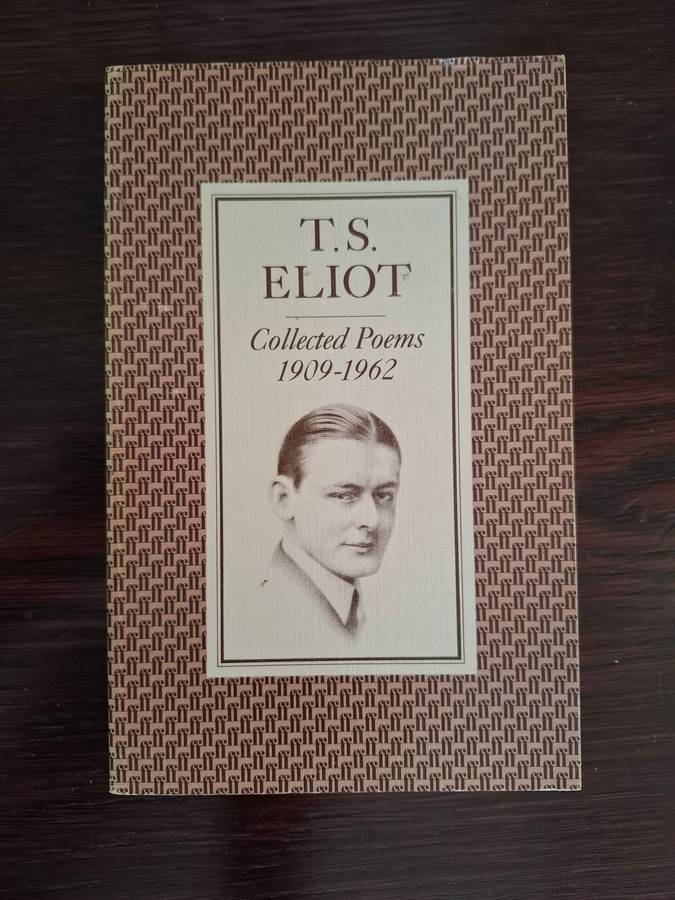 T.S.
ELIOT
Collected Poems
1909-1962